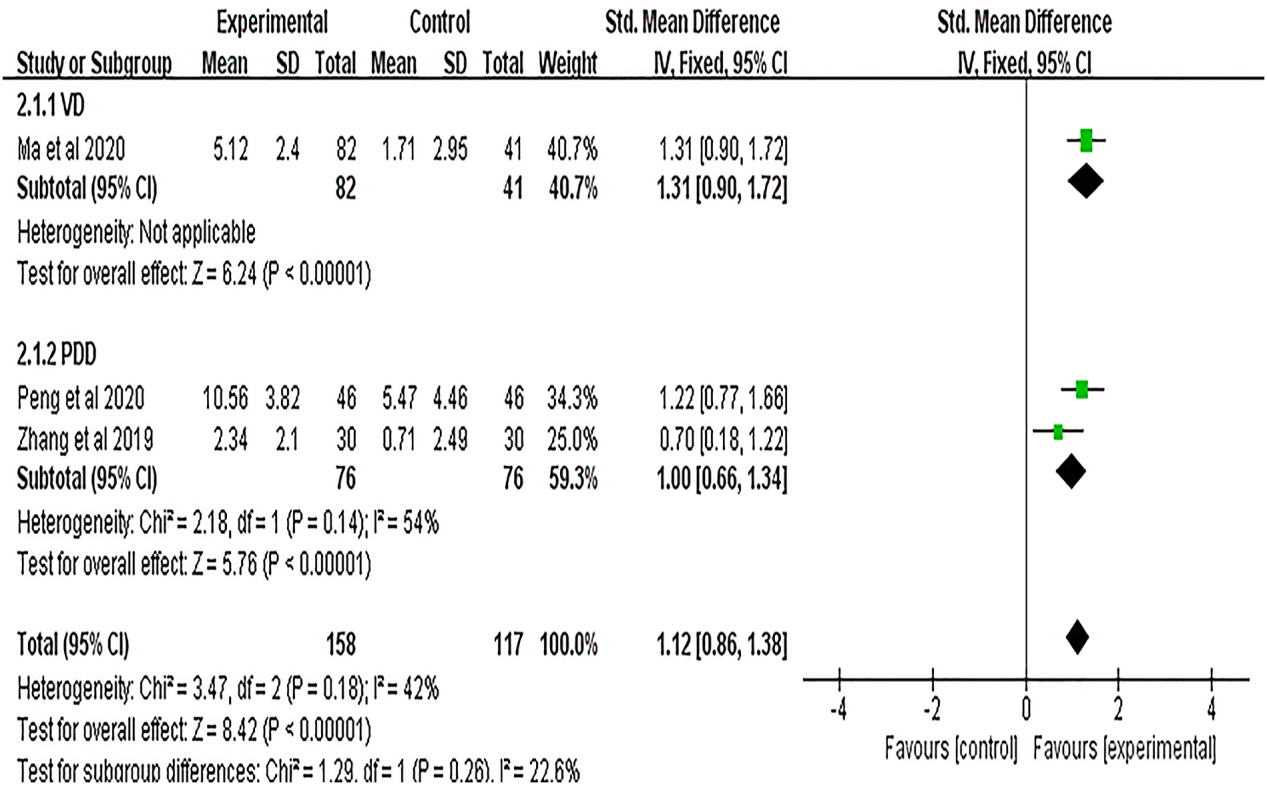 Experimental Control Std. Mean Difference Std. Mean Difference
Study or Subgroup Mean SD Total Mean SD Total Weight IV, Fixed, 95% CI IV, Fixed, 95% CI
2.1.1 VD
Ma et al 2020 5.12 2.4 82 1.71 2.95 41 40.7% 1.31 [0.90, 1.72]
Subtotal (95% CI) 82 41 40.7% 1.31 [0.90, 1.72]
Heterogeneity: Not applicable
Test for overall effect: Z = 6.24 (P < 0.00001)
2.1.2 PDD
Peng et al 2020 10.56 3.82 46 5.47 4.46 46 34.3% 1.22 [0.77, 1.66]
Zhang et al 2019 2.34 2.1 30 0.71 2.49 30 25.0% 0.70 [0.18, 1.22]
Subtotal (95% CI) 76 76 59.3% 1.00 [0.66, 1.34]
Heterogeneity: Chi² = 2.18, df = 1 (P = 0.14); I² = 54%
Test for overall effect: Z = 5.76 (P < 0.00001)
Total (95% CI) 158 117 100.0% 1.12 [0.86, 1.38]
Heterogeneity: Chi² = 3.47, df = 2 (P = 0.18); I² = 42%
Test for overall effect: Z = 8.42 (P < 0.00001)
Test for subgroup differences: Chi² = 1.29, df = 1 (P = 0.26), I² = 22.6%
-4 -2 0 2 4
Favours [control] Favours [experimental]